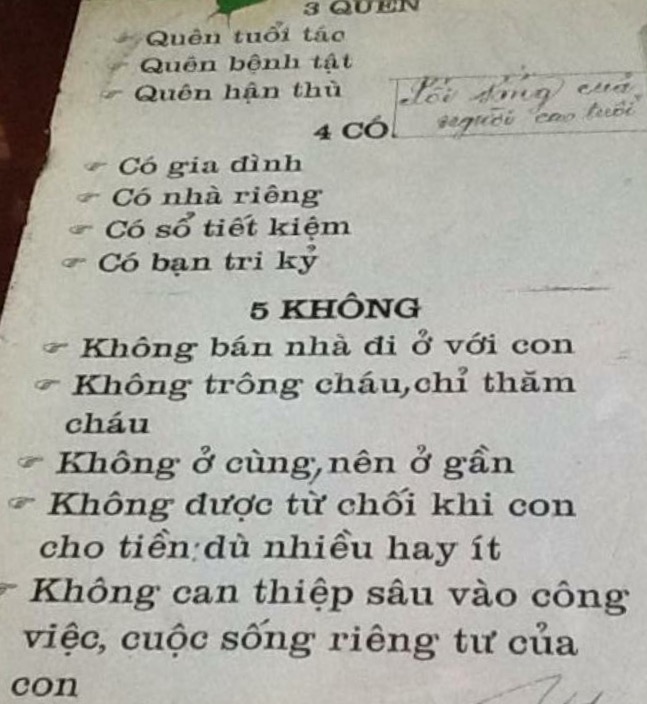 3 QUÊN
Quên tuổi tác
Quên bệnh tật
Quên hận thù
Lối sống của
người cao tuổi
4 CÓ
Có gia đình
Có nhà riêng
Có sổ tiết kiệm
Có bạn tri kỷ
5 KHÔNG
Không bán nhà đi ở với con
Không trông cháu,chỉ thăm
cháu
Không ở cùng,nên ở gần
Không được từ chối khi con
cho tiền:dù nhiều hay ít
Không can thiệp sâu vào công
việc, cuộc sống riêng tư của
con